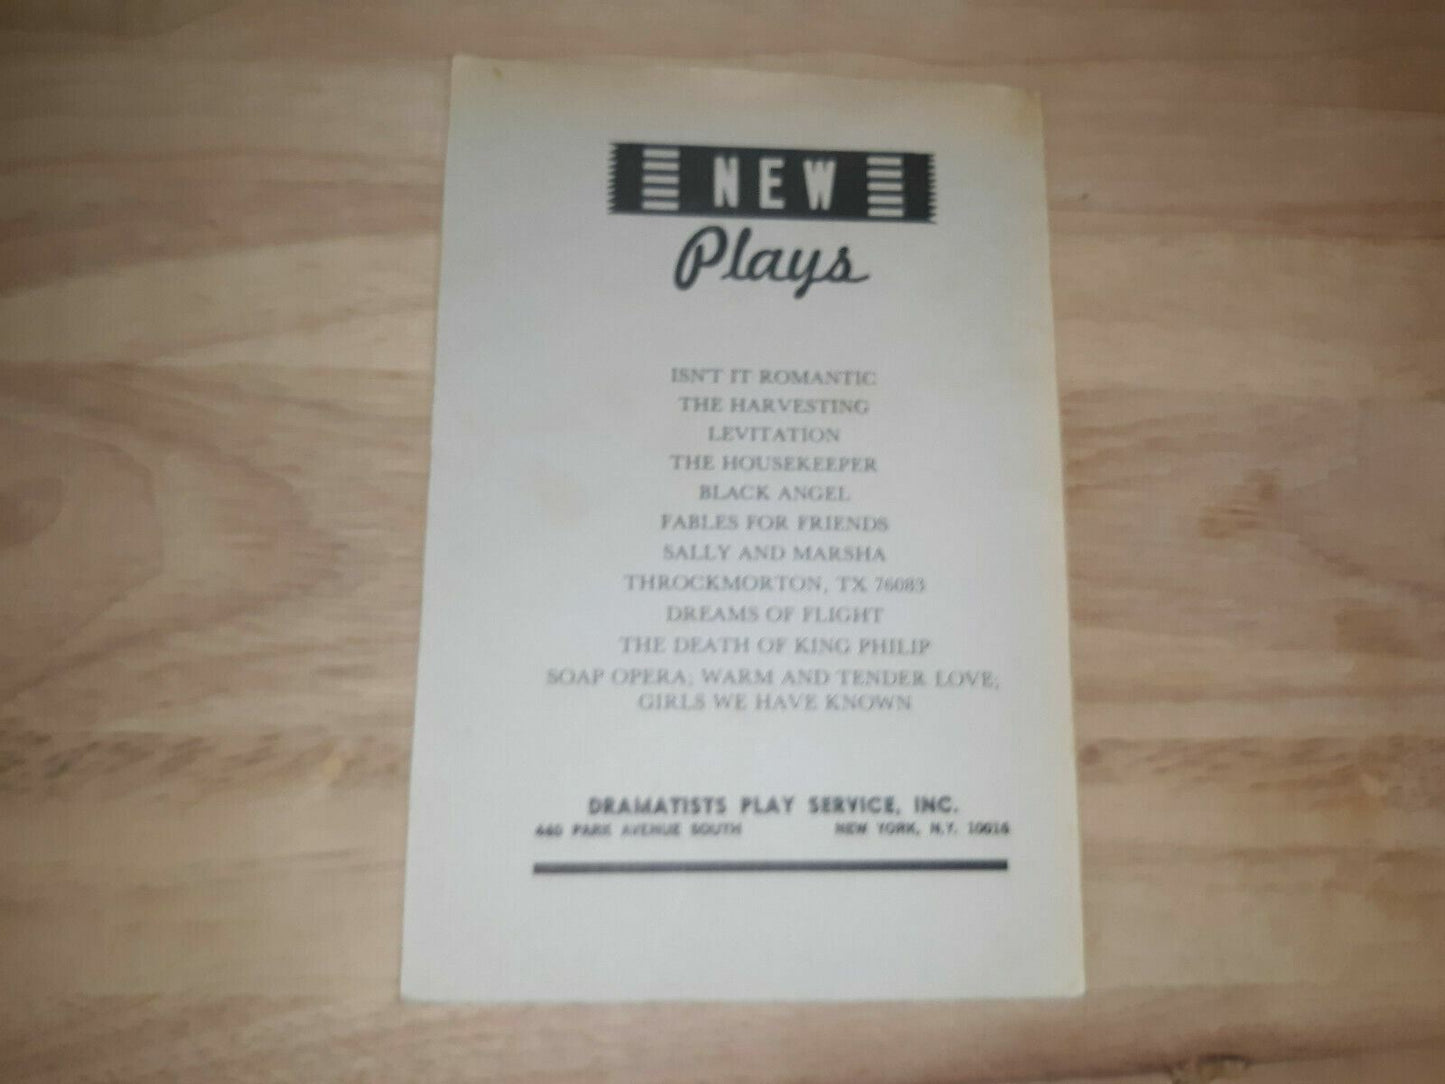 NEW
Plays
ISN'T IT ROMANTIC
THE HARVESTING
LEVITATION
THE HOUSEKEEPER
BLACK ANGEL
FABLES FOR FRIENDS
SALLY AND MARSHA
THROCKMORTON, TX 76083
DREAMS OF FLIGHT
THE DEATH OF KING PHILIP
SOAP OPERA; WARM AND TENDER LOVE;
GIRLS WE HAVE KNOWN
DRAMATISTS PLAY SERVICE, INC.
440 PARK AVENUE SOUTH NEW YORK, N.Y. 10016